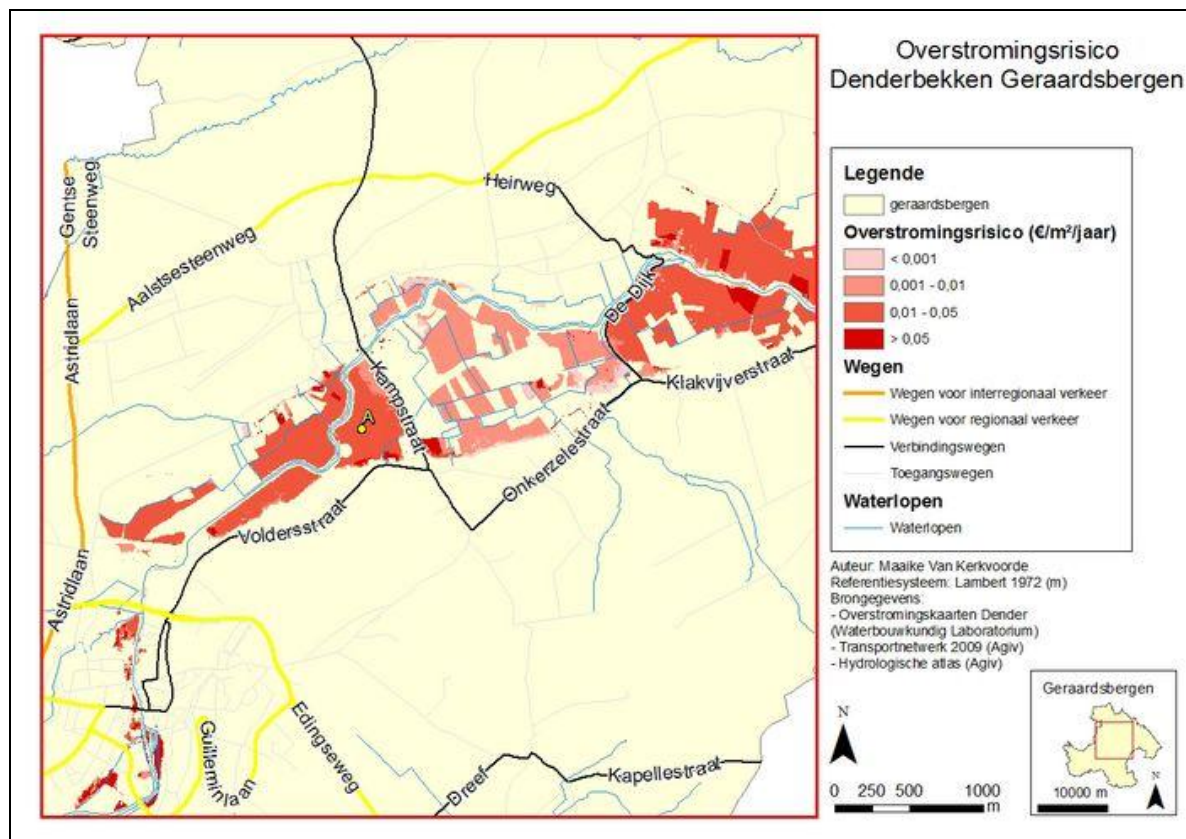 Overstromingsrisico
Denderbekken Geraardsbergen
Legende
geraardsbergen
Overstromingsrisico (€/m²/jaar)
< 0,001
0,001 - 0,01
0,01 - 0,05
> 0,05
Wegen
Wegen voor interregionaal verkeer
Wegen voor regionaal verkeer
Verbindingswegen
Toegangswegen
Waterlopen
Waterlopen
Auteur: Maaike Van Kerkvoorde
Referentiesysteem: Lambert 1972 (m)
Brongegevens:
- Overstromingskaarten Dender
(Waterbouwkundig Laboratorium)
- Transportnetwerk 2009 (Agiv)
- Hydrologische atlas (Agiv)
N
0 250 500 1000
m
Geraardsbergen
N
10000 m
Gentse
Steenweg
Heirweg
Aalstsesteenweg
Astridlaan
De Dijk
Kampstraat
Klakvijverstraat
A
Onkerzelestraat
Voldersstraat
Astridlaan
Edingseweg
Guilleminlaan
Dreef
Kapellestraat